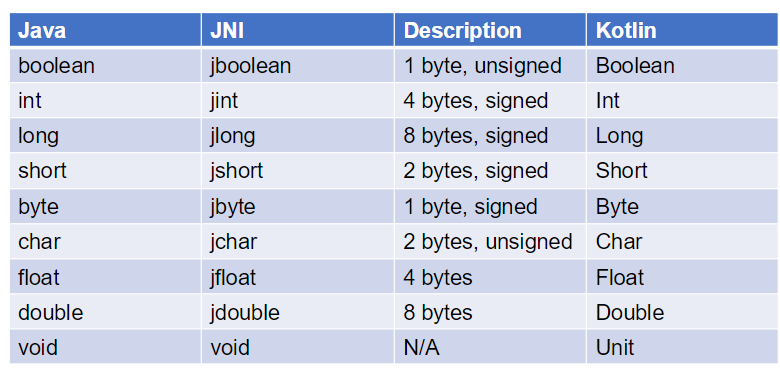 Java JNI Description Kotlin
boolean jboolean 1 byte, unsigned Boolean
int jint 4 bytes, signed Int
long jlong 8 bytes, signed Long
short jshort 2 bytes, signed Short
byte jbyte 1 byte, signed Byte
char jchar 2 bytes, unsigned Char
float jfloat 4 bytes Float
double jdouble 8 bytes Double
void void N/A Unit